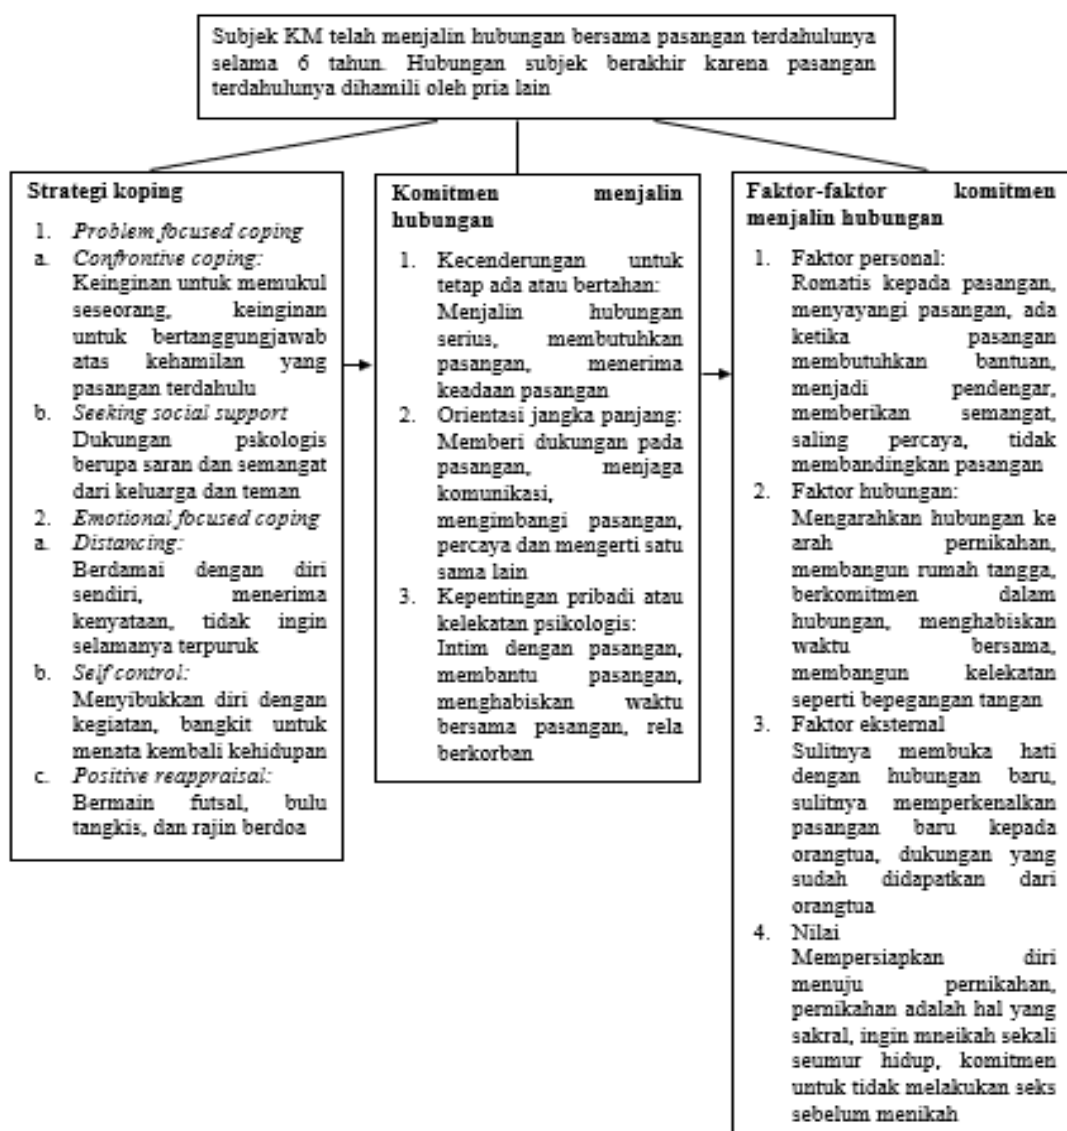 Subjek KM telah menjalin hubungan bersama pasangan terdahulunya
selama 6 tahun. Hubungan subjek berakhir karena pasangan
terdahulunya dihamili oleh pria lain
Strategi koping
1. Problem focused coping
a. Confrontive coping:
Keinginan untuk memukul
seseorang, keinginan
untuk bertanggungjawab
atas kehamilan yang
pasangan terdahulu
b. Seeking social support
Dukungan pskologis
berupa saran dan semangat
dari keluarga dan teman
2. Emotional focused coping
a. Distancing:
Berdamai dengan diri
sendiri, menerima
kenyataan, tidak ingin
selamanya terpuruk
b. Self control:
Menyibukkan diri dengan
kegiatan, bangkit untuk
menata kembali kehidupan
c. Positive reappraisal:
Bermain futsal, bulu
tangkis, dan rajin berdoa
Komitmen menjalin
hubungan
1. Kecenderungan untuk
tetap ada atau bertahan:
Menjalin hubungan
serius, membutuhkan
pasangan, menerima
keadaan pasangan
2. Orientasi jangka panjang:
Memberi dukungan pada
pasangan, menjaga
komunikasi,
mengimbangi pasangan,
percaya dan mengerti satu
sama lain
3. Kepentingan pribadi atau
kelekatan psikologis:
Intim dengan pasangan,
membantu pasangan,
menghabiskan waktu
bersama pasangan, rela
berkorban
Faktor-faktor komitmen
menjalin hubungan
1. Faktor personal:
Romatis kepada pasangan,
menyayangi pasangan, ada
ketika pasangan
membutuhkan bantuan,
menjadi pendengar,
memberikan semangat,
saling percaya, tidak
membandingkan pasangan
2. Faktor hubungan:
Mengarahkan hubungan ke
arah pernikahan,
membangun rumah tangga,
berkomitmen dalam
hubungan, menghabiskan
waktu bersama,
membangun kelekatan
seperti bepegangan tangan
3. Faktor eksternal
Sulitnya membuka hati
dengan hubungan baru,
sulitnya memperkenalkan
pasangan baru kepada
orangtua, dukungan yang
sudah didapatkan dari
orangtua
4. Nilai
Mempersiapkan diri
menuju pernikahan,
pernikahan adalah hal yang
sakral, ingin mneikah sekali
seumur hidup, komitmen
untuk tidak melakukan seks
sebelum menikah